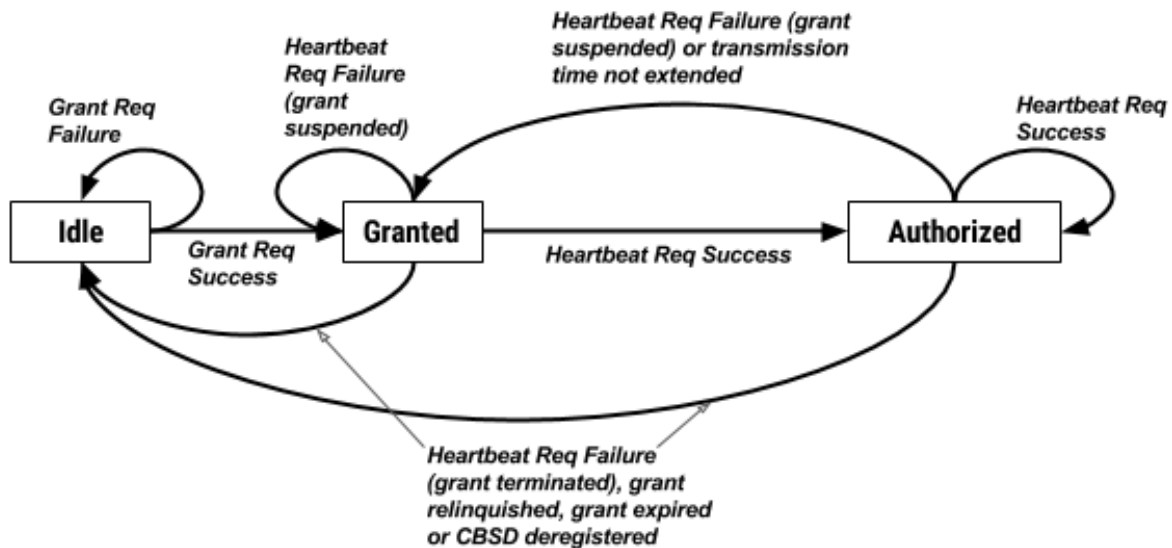 Heartbeat Req Failure (grant
suspended) or transmission
time not extended
Heartbeat
Req Failure
(grant
suspended)
Grant Req
Failure
Heartbeat Req
Success
Idle
Granted
Authorized
Grant Req
Success
Heartbeat Req Success
Heartbeat Req Failure
(grant terminated), grant
relinquished, grant expired
or CBSD deregistered